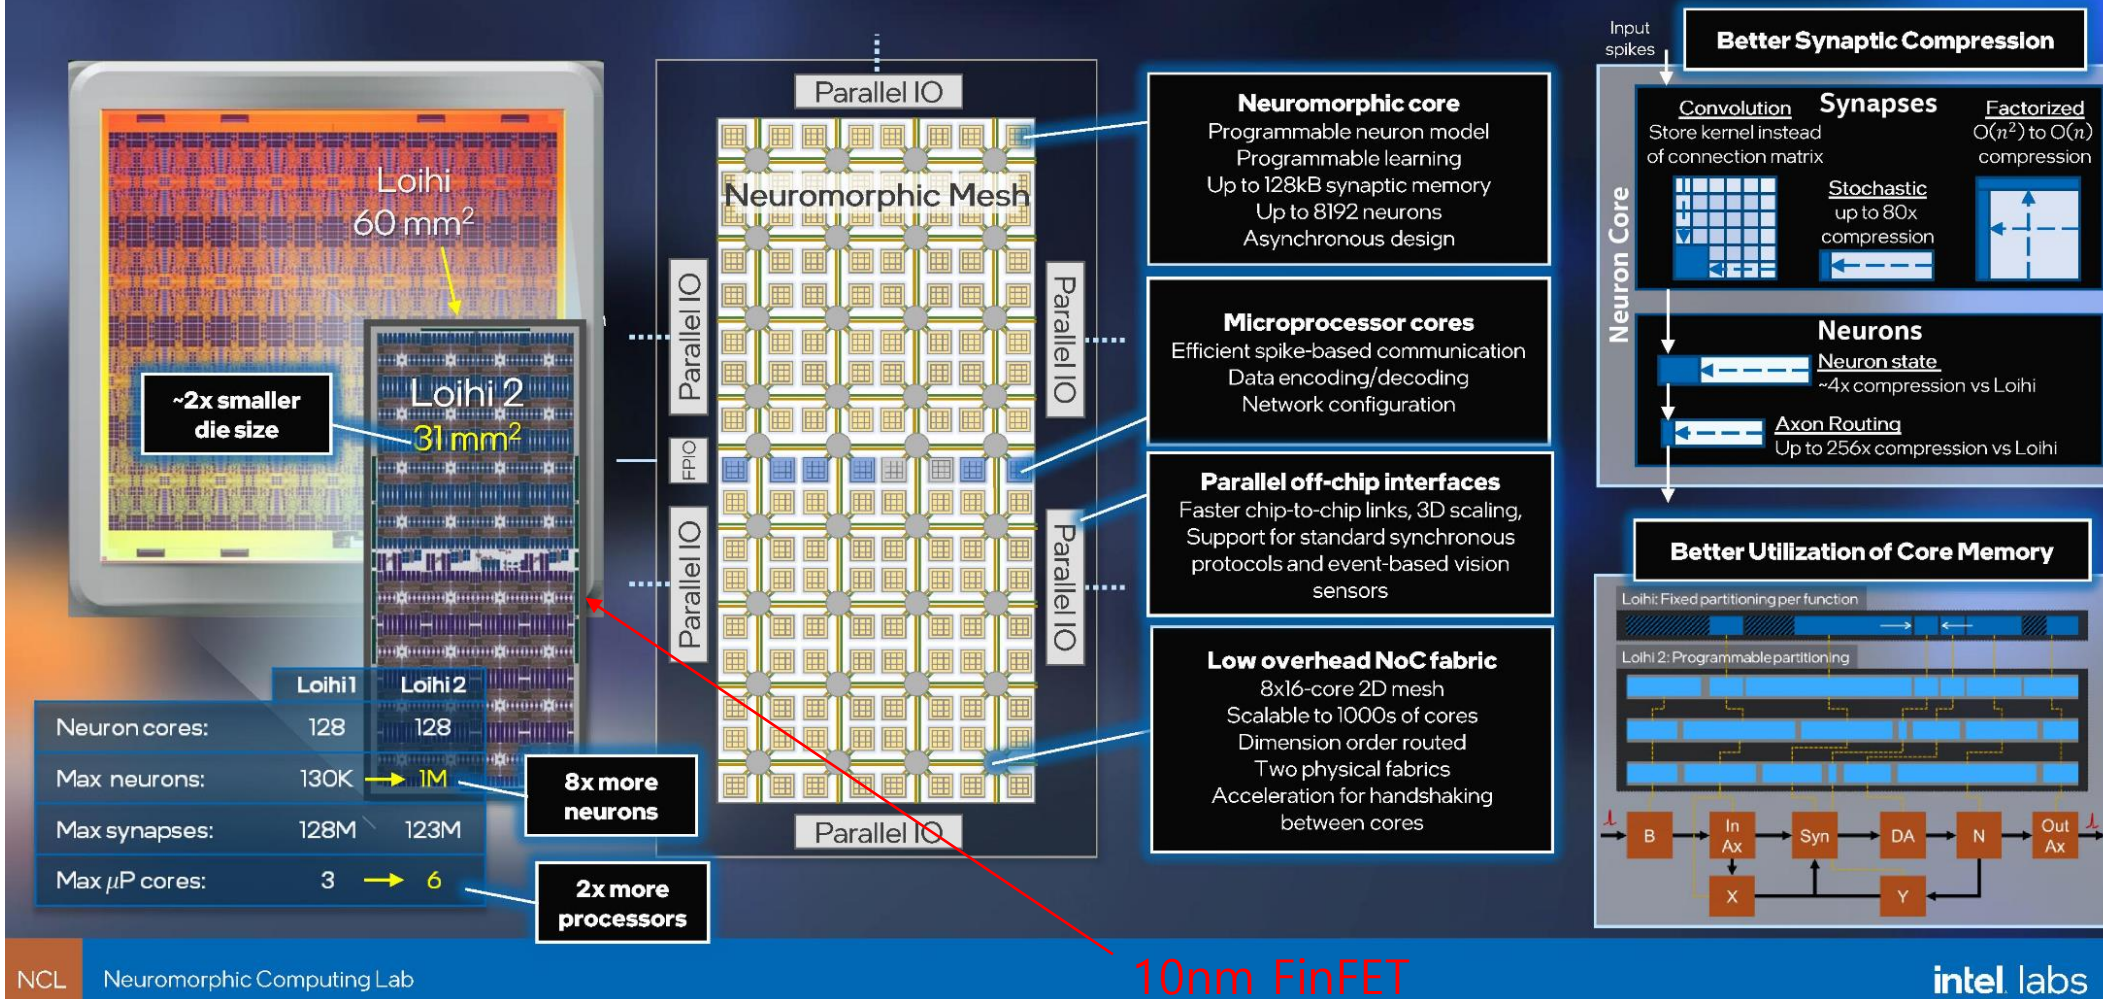 Loihi
60 mm²
~2x smaller
die size
Loihi 2
31 mm²
Loihi 1 Loihi 2
Neuron cores: 128 128
Max neurons: 130K 1M
Max synapses: 128M 123M
Max μP cores: 3 6
8x more
neurons
2x more
processors
Parallel IO
Neuromorphic Mesh
Parallel IO
Parallel IO
FPIO
Parallel IO
Parallel IO
Parallel IO
Neuromorphic core
Programmable neuron model
Programmable learning
Up to 128kB synaptic memory
Up to 8192 neurons
Asynchronous design
Microprocessor cores
Efficient spike-based communication
Data encoding/decoding
Network configuration
Parallel off-chip interfaces
Faster chip-to-chip links, 3D scaling,
Support for standard synchronous
protocols and event-based vision
sensors
Low overhead NoC fabric
8x16-core 2D mesh
Scalable to 1000s of cores
Dimension order routed
Two physical fabrics
Acceleration for handshaking
between cores
Input
spikes
Better Synaptic Compression
Neuron Core
Synapses
Convolution
Store kernel instead
of connection matrix
Stochastic
up to 80x
compression
Factorized
O(n²) to O(n)
compression
Neurons
Neuron state
~4x compression vs Loihi
Axon Routing
Up to 256x compression vs Loihi
Better Utilization of Core Memory
Loihi: Fixed partitioning per function
Loihi 2: Programmable partitioning
B
In
Ax
Syn
DA
N
Out
Ax
X
Y
NCL
Neuromorphic Computing Lab
10nm FinFET
intel. labs